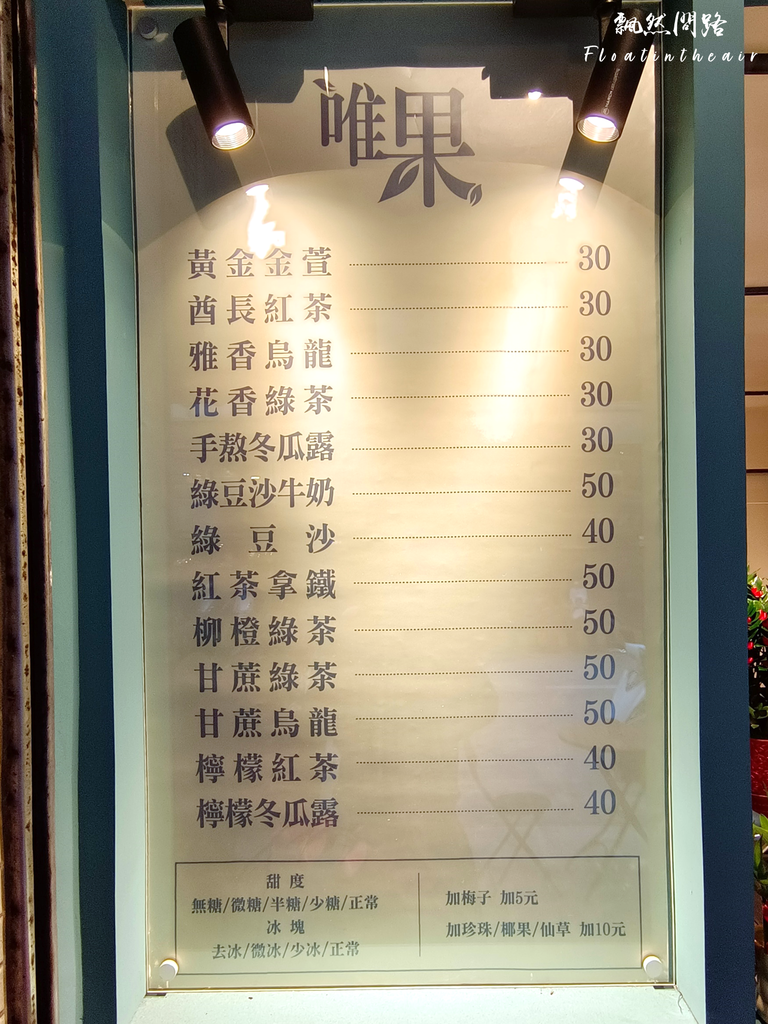 飄然問路
Floatintheair
唯果
黃金金萱 30
酋長紅茶 30
雅香烏龍 30
花香綠茶 30
手熬冬瓜露 30
綠豆沙牛奶 50
綠豆沙 40
紅茶拿鐵 50
柳橙綠茶 50
甘蔗綠茶 50
甘蔗烏龍 50
檸檬紅茶 40
檸檬冬瓜露 40
甜度
無糖/微糖/半糖/少糖/正常
冰塊
去冰/微冰/少冰/正常
加梅子 加5元
加珍珠/椰果/仙草 加10元